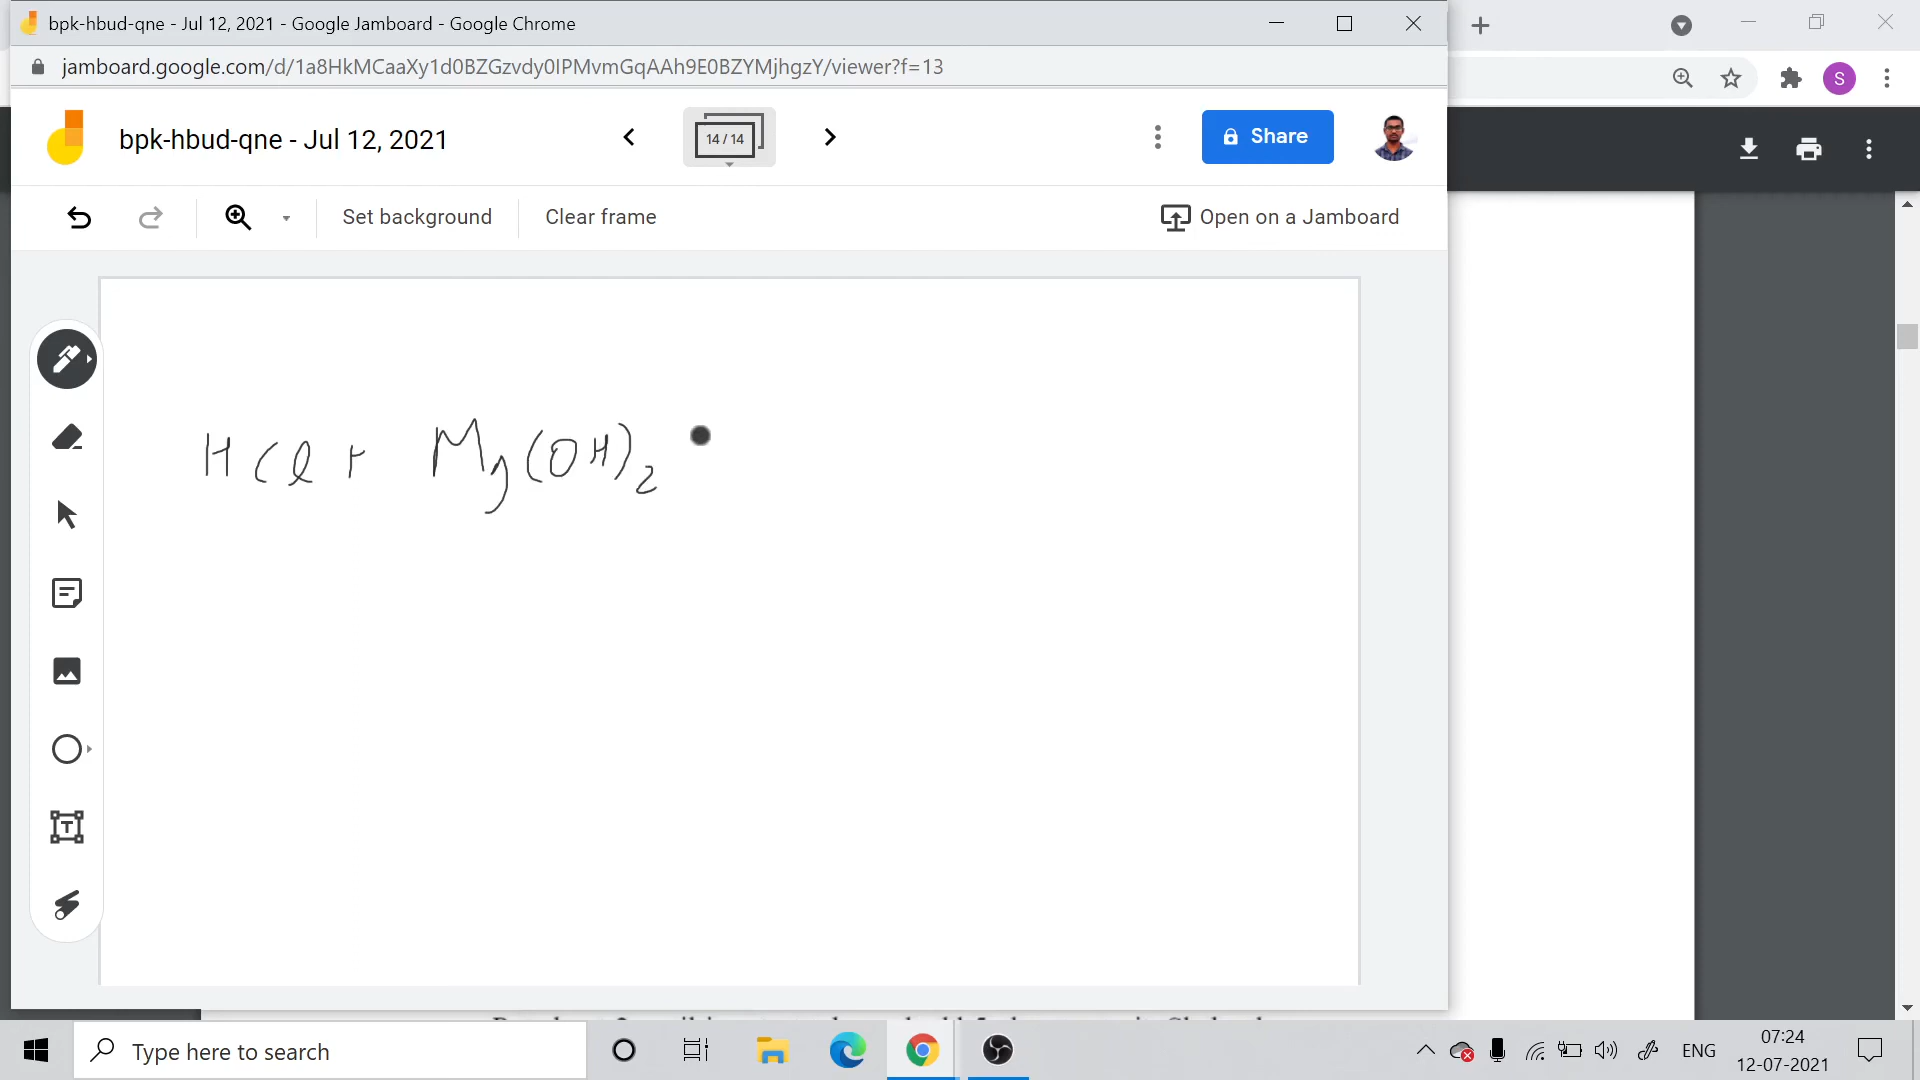 bpk-hbud-qne - Jul 12, 2021 - Google Jamboard - Google Chrome
jamboard.google.com/d/1a8HkMCaaXy1d0BZGzvdy0IPMvmGqAAh9E0BZYMjhgzY/viewer?f=13
S
bpk-hbud-qne - Jul 12, 2021
14 / 14
Share
Set background
Clear frame
Open on a Jamboard
HCl + Mg(OH)2
Type here to search
ENG
07:24
12-07-2021